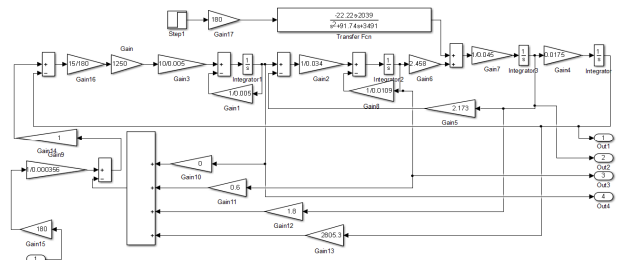 -22.22s-2039
s²+91.74s+3491
180
Step1
Gain17
Transfer Fcn
Gain
15/180
1250
10/0.005
1/s
1/0.034
1/s
2.458
1/0.045
1/s
0.0175
1/s
Gain16
Gain3
Integrator1
Gain2
Integrator2
Gain6
Gain7
Integrator3
Gain4
Integrator
1/0.005
Gain1
1/0.0109
Gain8
2.173
Gain5
1
Gain14
Gain9
1/0.000356
0
Gain10
0.6
Gain11
1.8
Gain12
2805.3
Gain13
180
Gain15
1
1
Out1
2
Out2
3
Out3
4
Out4